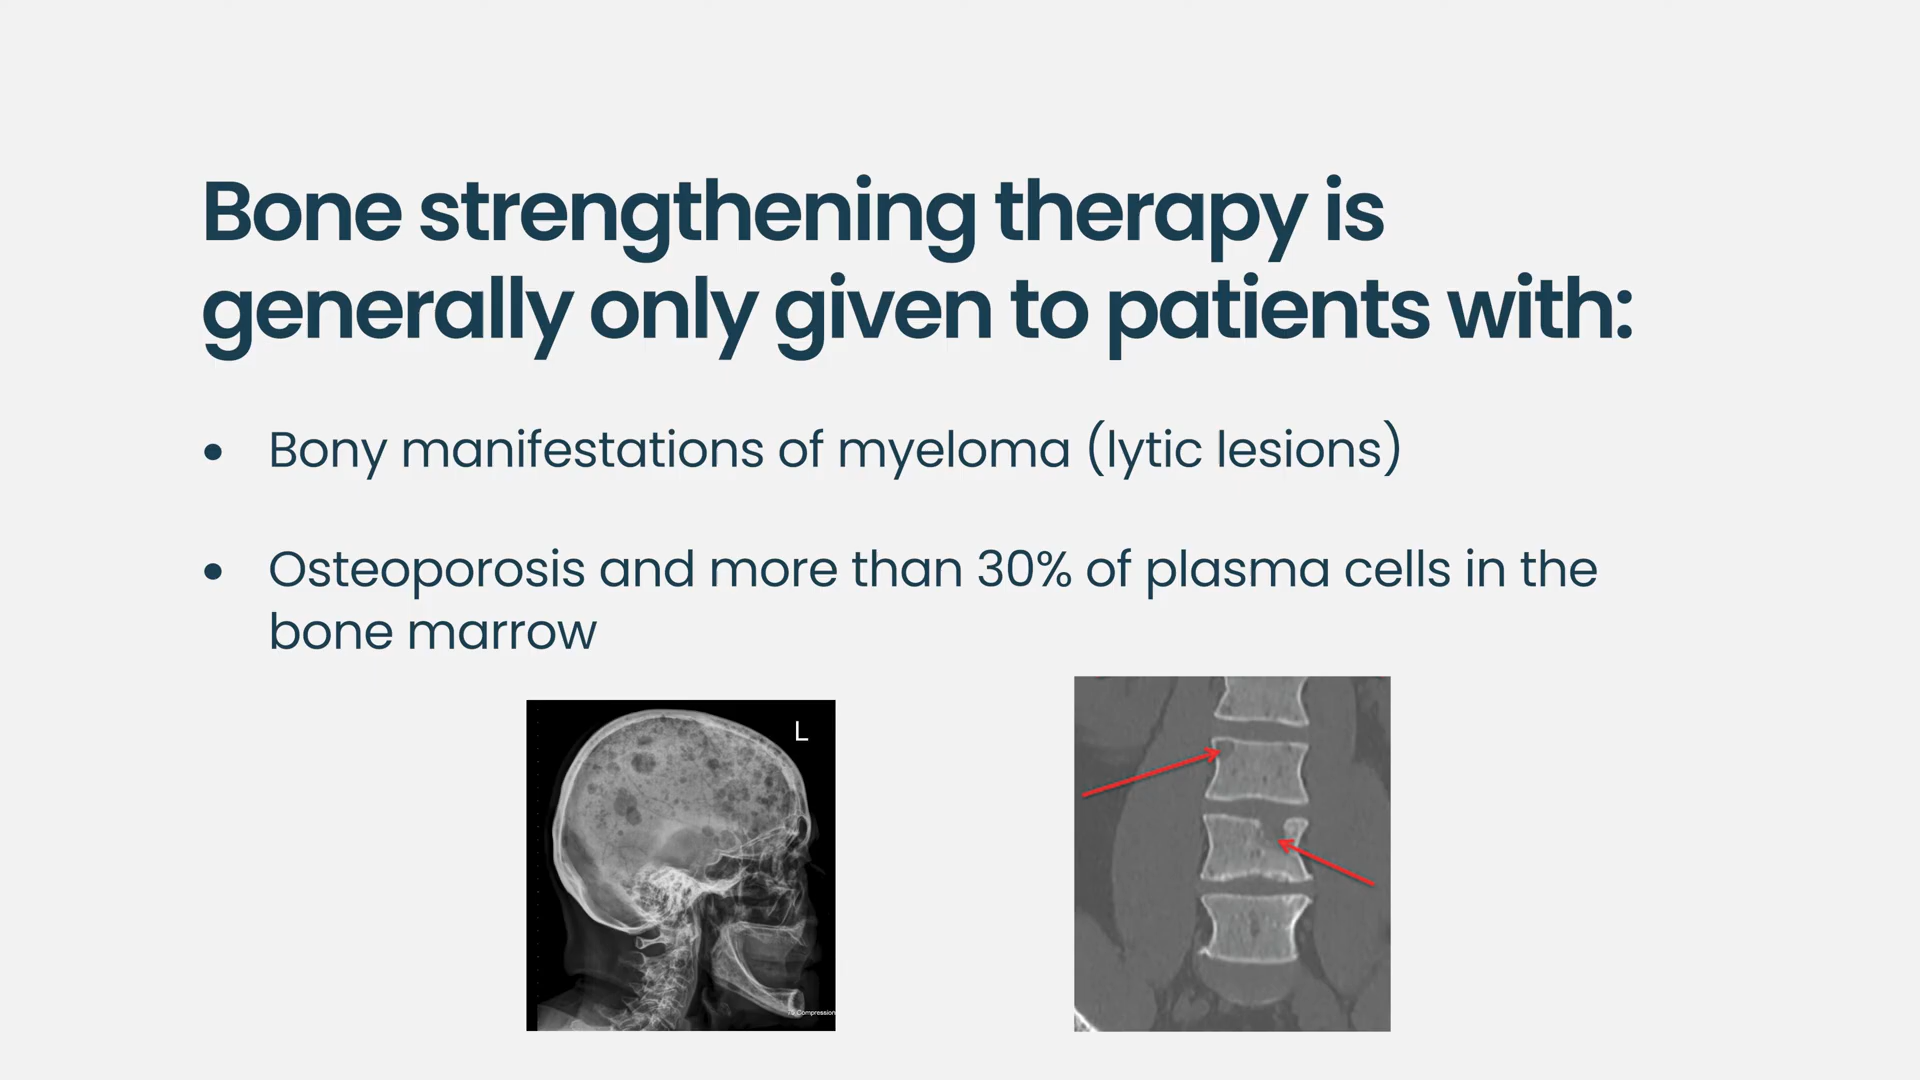 Bone strengthening therapy is
generally only given to patients with:
• Bony manifestations of myeloma (lytic lesions)
• Osteoporosis and more than 30% of plasma cells in the
bone marrow
L
Compression